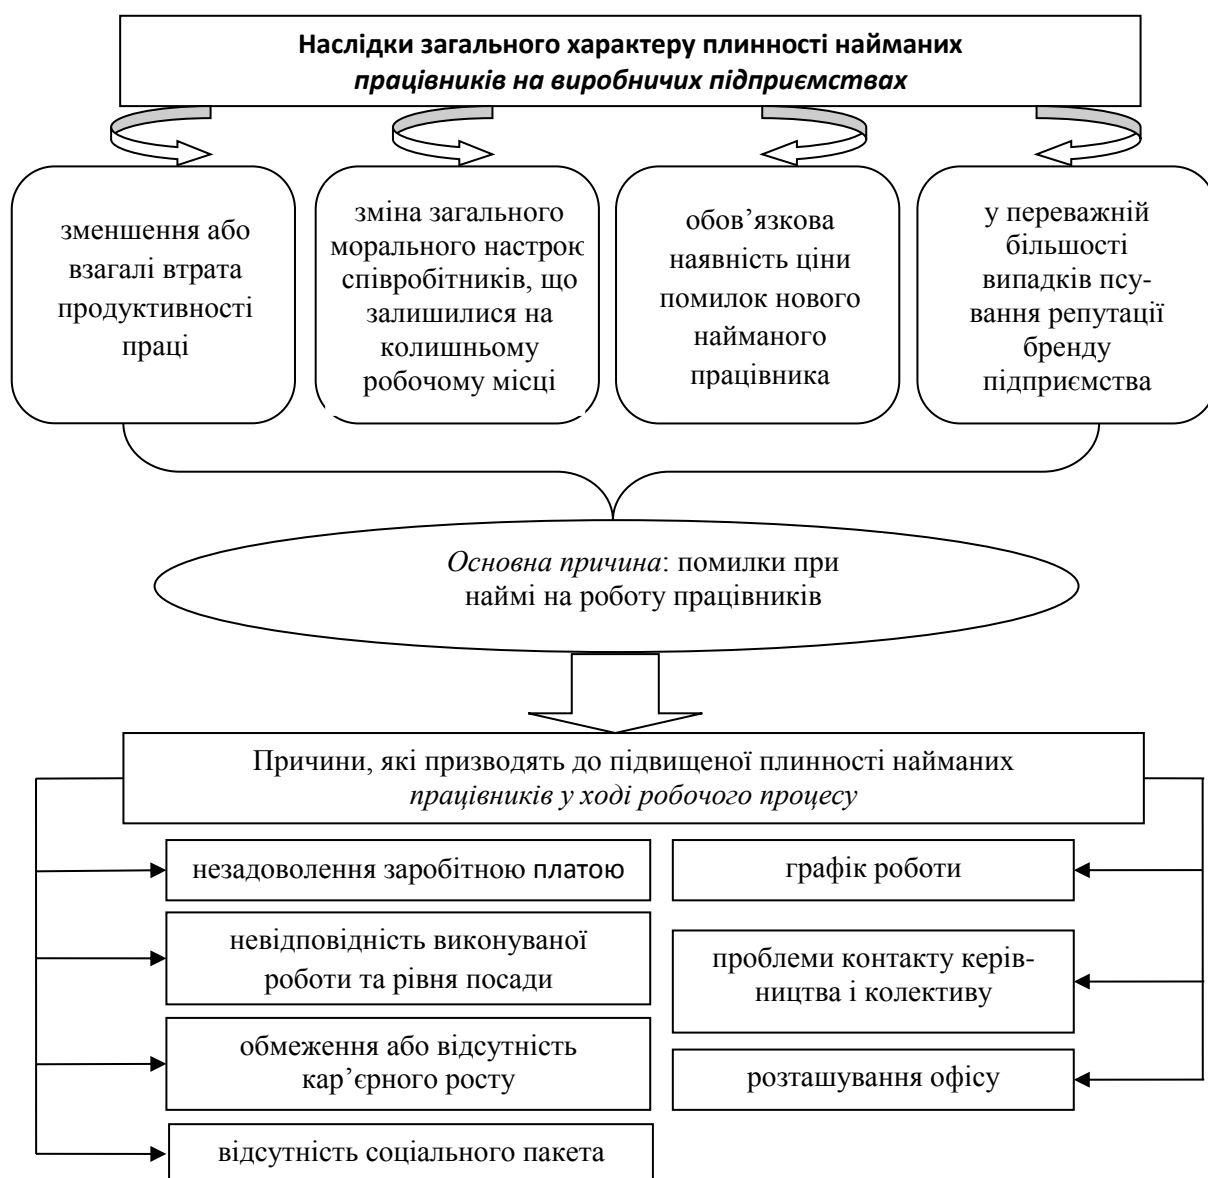 Наслідки загального характеру плинності найманих
працівників на виробничих підприємствах
зменшення або
взагалі втрата
продуктивності
праці
зміна загального
морального настрою
співробітників, що
залишилися на
колишньому
робочому місці
обов’язкова
наявність ціни
помилок нового
найманого
працівника
у переважній
більшості
випадків псу-
вання репутації
бренду
підприємства
Основна причина: помилки при
наймі на роботу працівників
Причини, які призводять до підвищеної плинності найманих
працівників у ході робочого процесу
незадоволення заробітною платою
невідповідність виконуваної
роботи та рівня посади
обмеження або відсутність
кар’єрного росту
відсутність соціального пакета
графік роботи
проблеми контакту керів-
ництва і колективу
розташування офісу